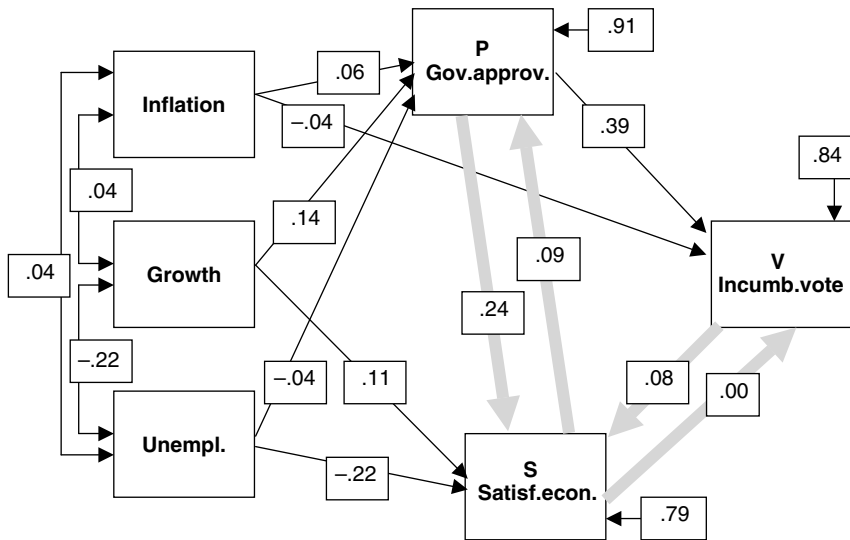 P
Gov.approv.
.91
Inflation
.06
–.04
.39
.84
.04
.14
V
Incumb.vote
.04
Growth
.09
.24
–.22
–.04
.11
.08
.00
Unempl.
–.22
S
Satisf.econ.
.79